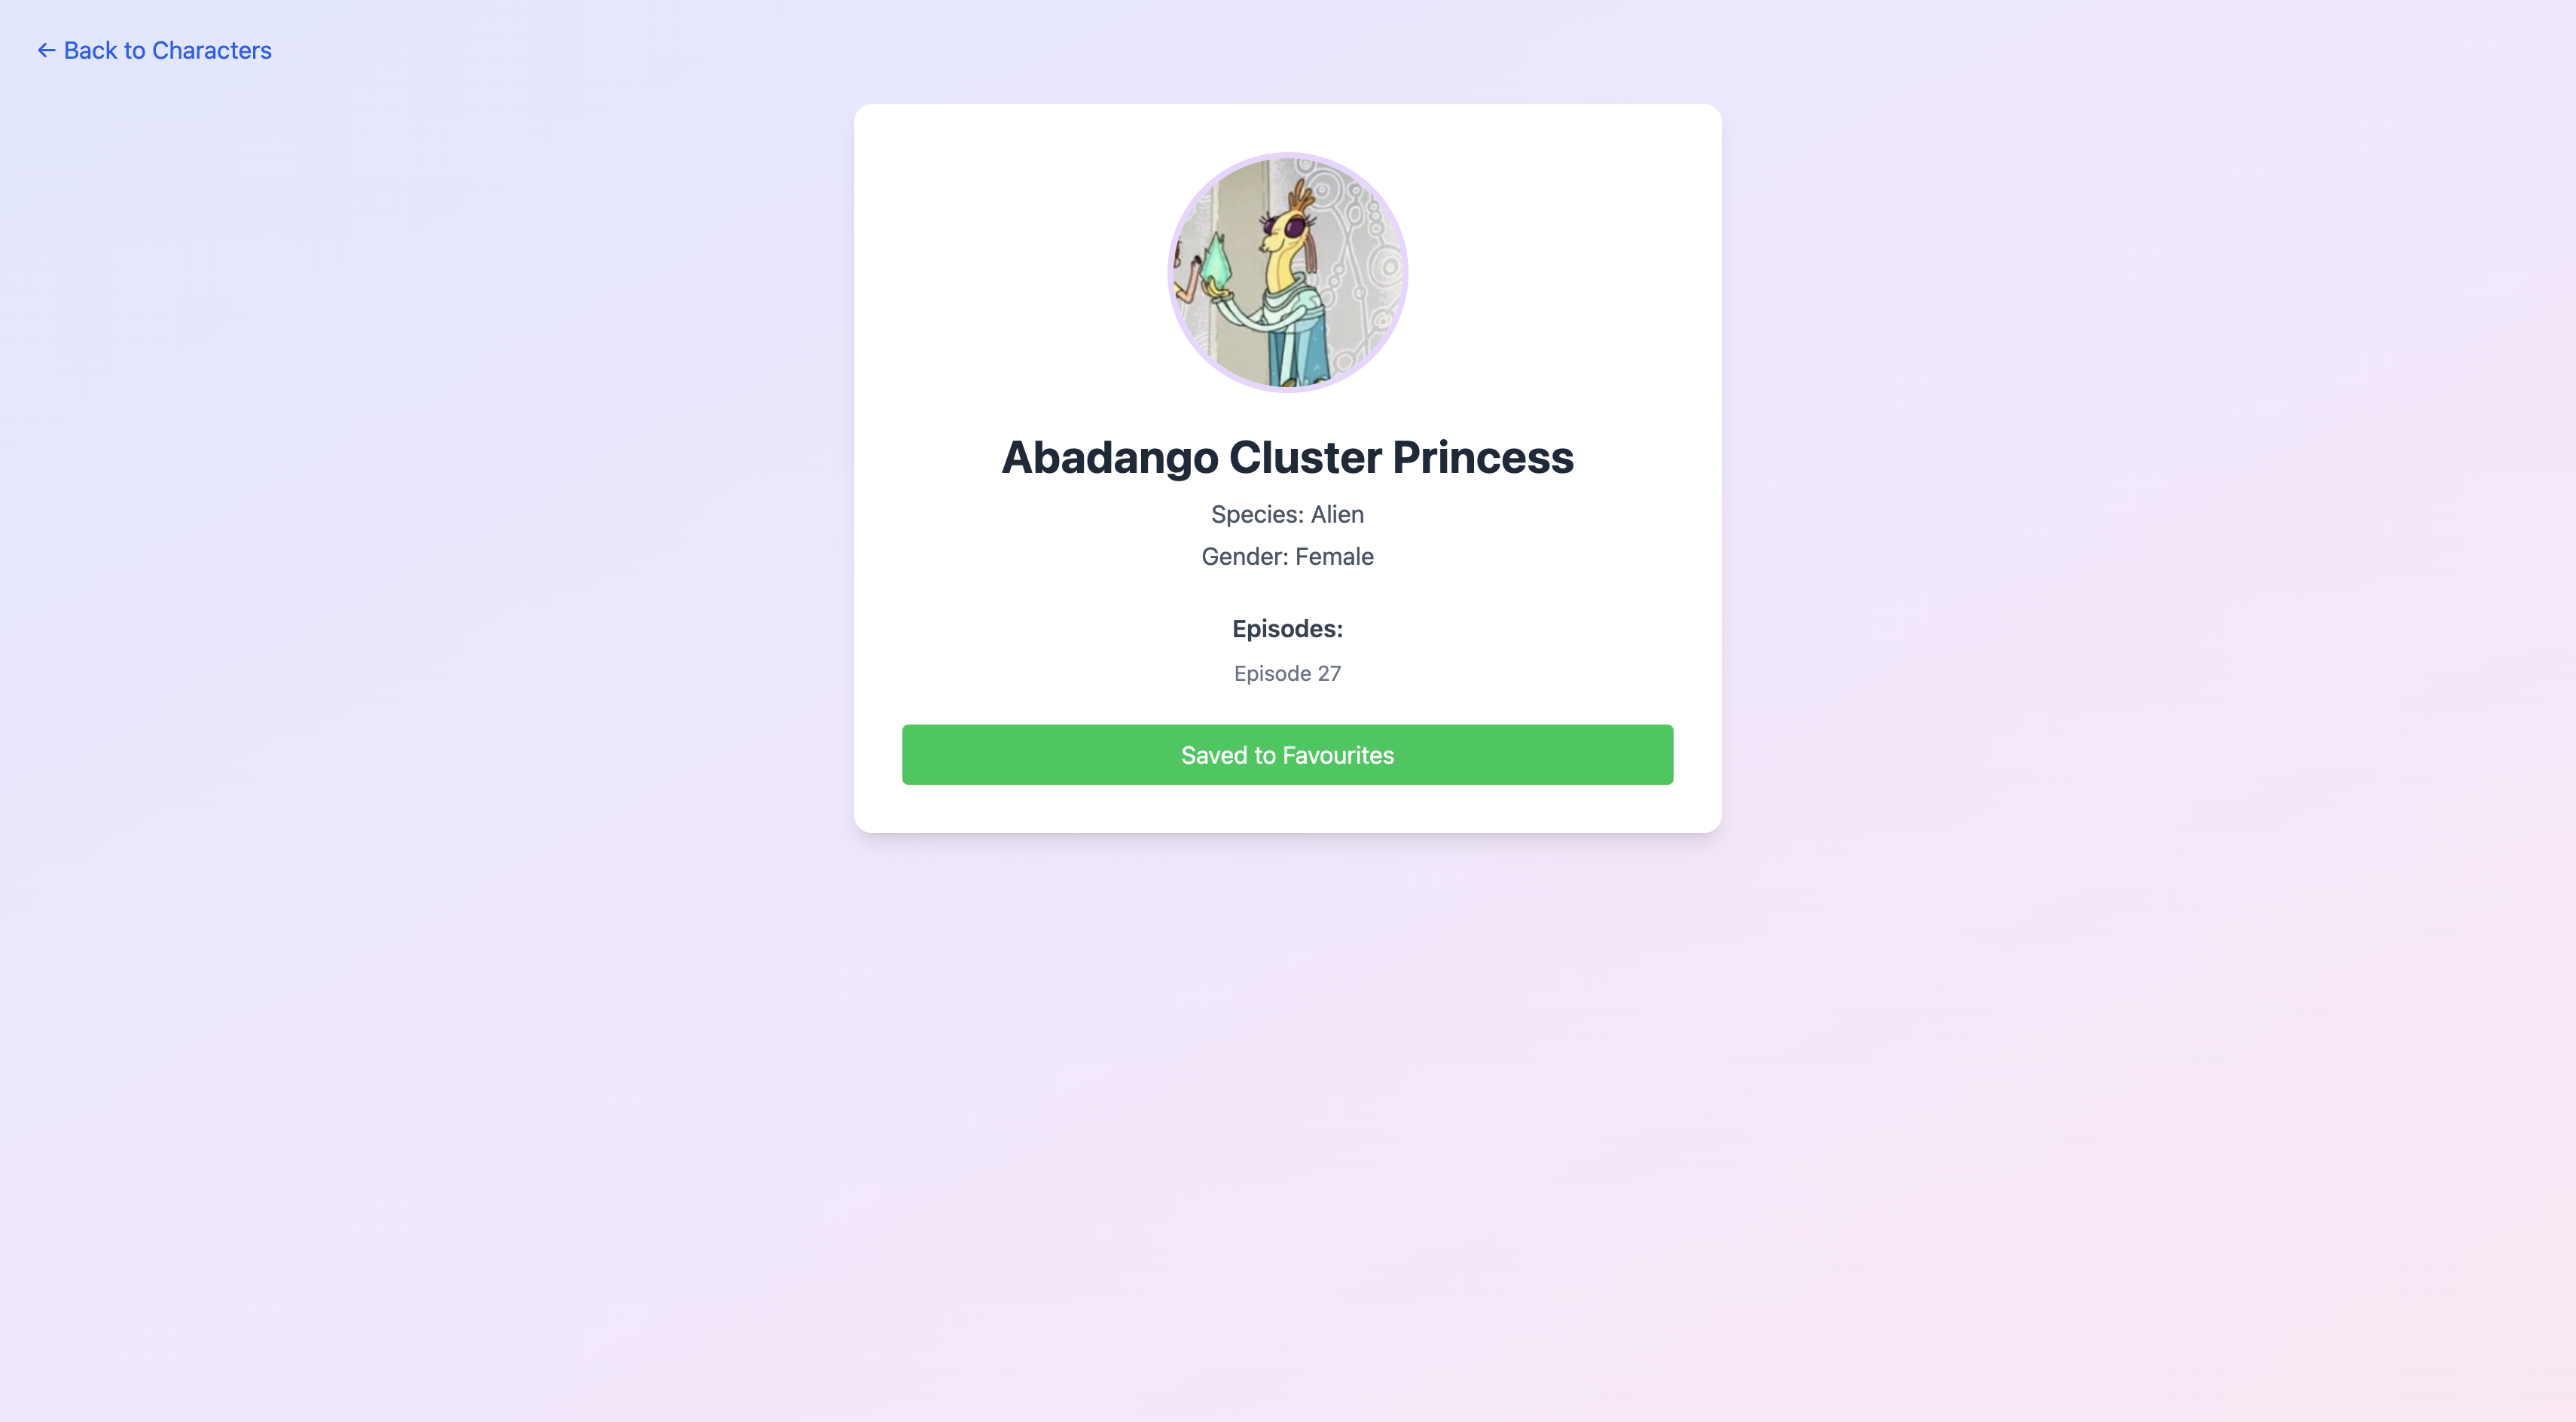 ← Back to Characters
Abadango Cluster Princess
Species: Alien
Gender: Female
Episodes:
Episode 27
Saved to Favourites